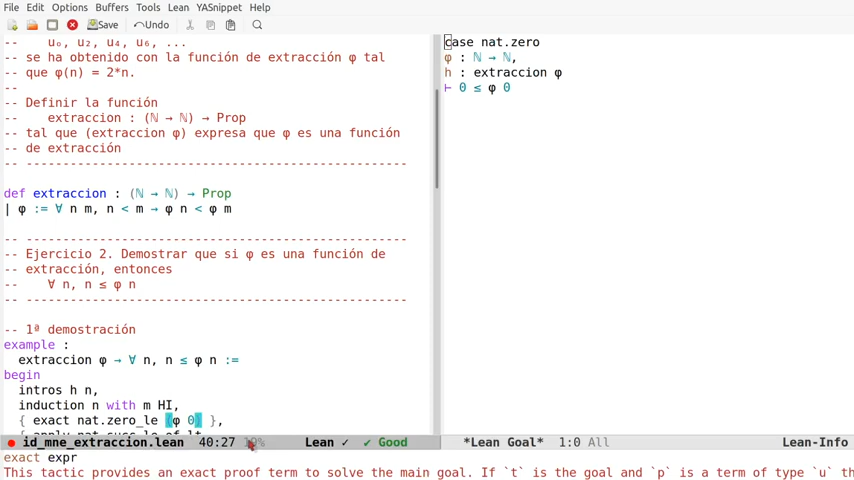 File Edit Options Buffers Tools Lean YASnippet Help
Save Undo
-- u₀, u₂, u₄, u₆, ...
-- se ha obtenido con la función de extracción φ tal
-- que φ(n) = 2*n.
--
-- Definir la función
-- extraccion : (ℕ → ℕ) → Prop
-- tal que (extraccion φ) expresa que φ es una función
-- de extracción
-- ---------------------------------------------------
def extraccion : (ℕ → ℕ) → Prop
| φ := ∀ n m, n < m → φ n < φ m
-- ---------------------------------------------------
-- Ejercicio 2. Demostrar que si φ es una función de
-- extracción, entonces
-- ∀ n, n ≤ φ n
-- ---------------------------------------------------
-- 1ª demostración
example :
extraccion φ → ∀ n, n ≤ φ n :=
begin
intros h n,
induction n with m HI,
{ exact nat.zero_le (φ 0) },
id_mne_extraccion.lean 40:27 Lean ✓ ✓ Good
case nat.zero
φ : ℕ → ℕ,
h : extraccion φ
⊢ 0 ≤ φ 0
*Lean Goal* 1:0 All Lean-Info
exact expr
This tactic provides an exact proof term to solve the main goal. If `t` is the goal and `p` is a term of type `u` th